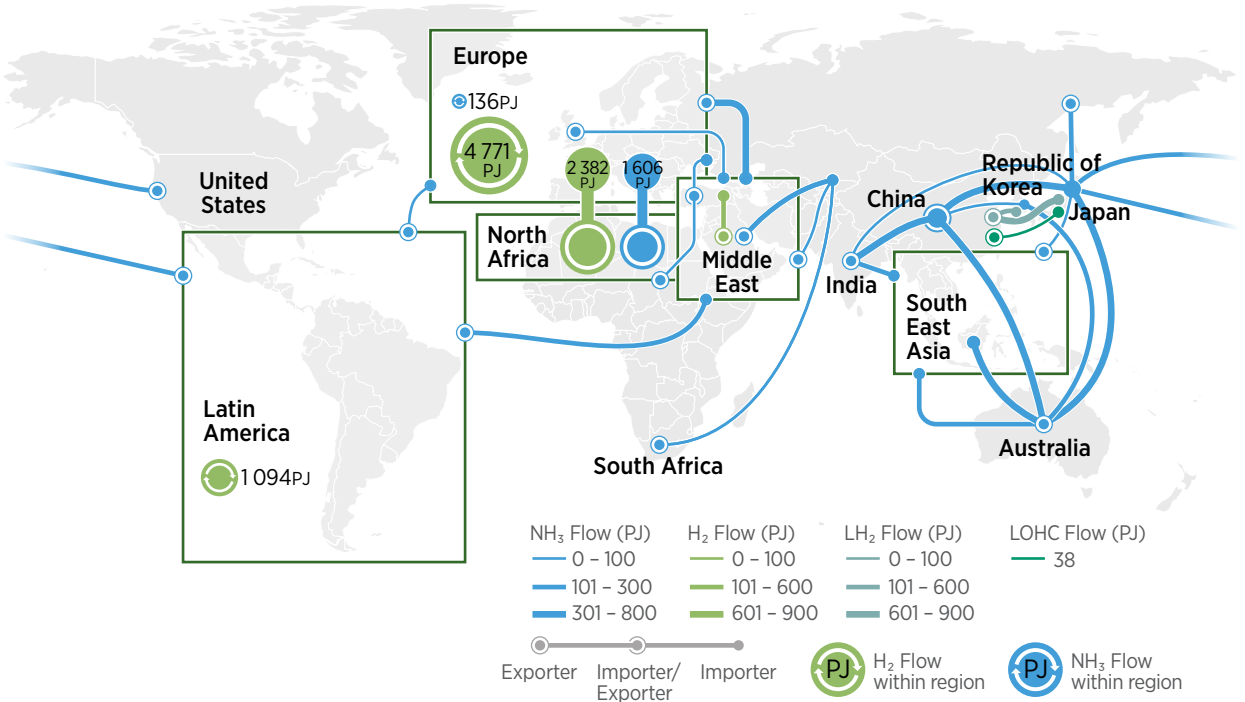 Europe
136PJ
4 771
PJ
2 382
PJ
1 606
PJ
United
States
North
Africa
Middle
East
Republic of
Korea
China
Japan
India
South
East
Asia
Latin
America
1 094PJ
South Africa
Australia
NH₃ Flow (PJ)
0 – 100
101 – 300
301 – 800
H₂ Flow (PJ)
0 – 100
101 – 600
601 – 900
LH₂ Flow (PJ)
0 – 100
101 – 600
601 – 900
LOHC Flow (PJ)
38
Exporter
Importer/
Exporter
Importer
PJ
H₂ Flow
within region
PJ
NH₃ Flow
within region